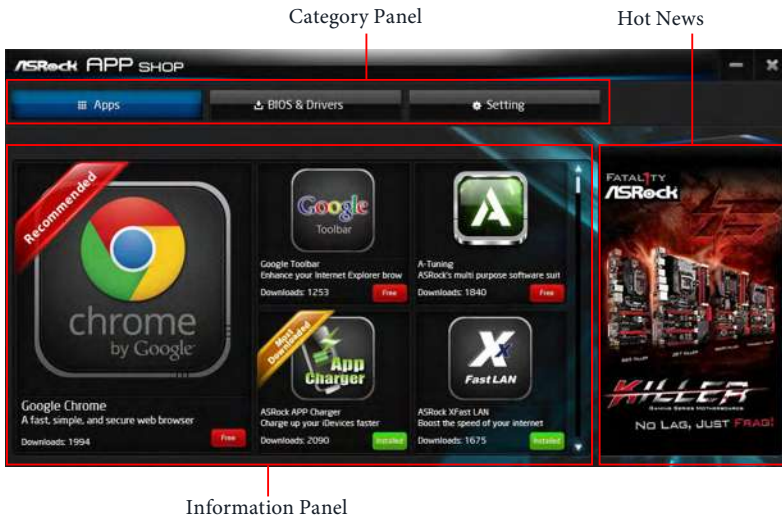 Category Panel
Hot News
ASRock APP SHOP
Apps
BIOS & Drivers
Setting
Recommended
chrome
by Google
Google Chrome
A fast, simple, and secure web browser
Downloads: 1994
Free
Google
Toolbar
Google Toolbar
Enhance your Internet Explorer brow
Downloads: 1253
Free
A
A-Tuning
ASRock's multi purpose software suit
Downloads: 1840
Free
Most
Downloaded
App
Charger
ASRock APP Charger
Charge up your iDevices faster
Downloads: 2090
Installed
X
Fast LAN
ASRock XFast LAN
Boost the speed of your internet
Downloads: 1675
Installed
FATAL1TY
ASRock
KILLER
GAMING SERIES MOTHERBOARDS
NO LAG, JUST FRAG!
Information Panel